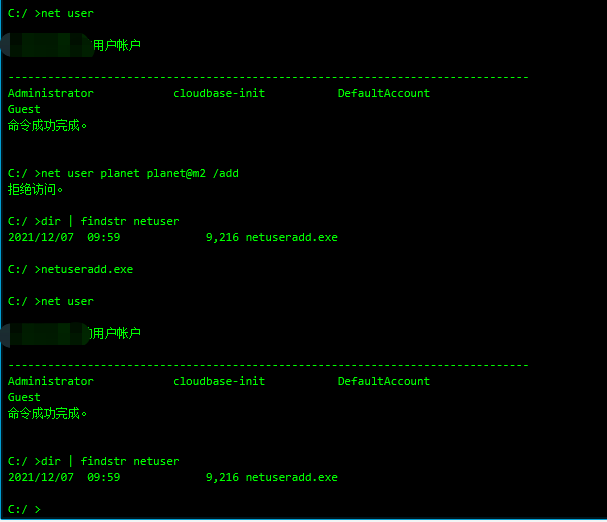 C:/ >net user
用户帐户
-------------------------------------------------------------------------------
Administrator cloudbase-init DefaultAccount
Guest
命令成功完成。
C:/ >net user planet planet@m2 /add
拒绝访问。
C:/ >dir | findstr netuser
2021/12/07 09:59 9,216 netuseradd.exe
C:/ >netuseradd.exe
C:/ >net user
用户帐户
-------------------------------------------------------------------------------
Administrator cloudbase-init DefaultAccount
Guest
命令成功完成。
C:/ >dir | findstr netuser
2021/12/07 09:59 9,216 netuseradd.exe
C:/ >